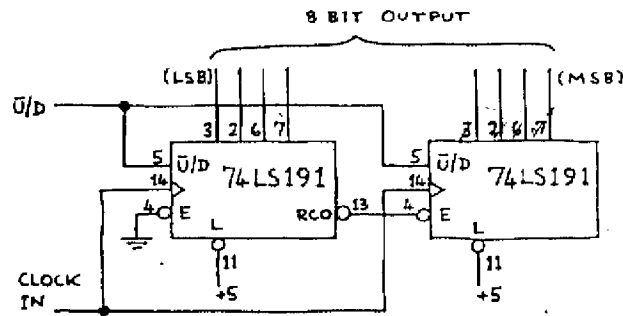 8 BIT OUTPUT
(LSB) (MSB)
U̅/D
3 2 6 7 3 2 6 7
5 U̅/D 5 U̅/D
14 74LS191 14 74LS191
4 E RCO 13 4 E
L L
11 11
+5 +5
CLOCK
IN